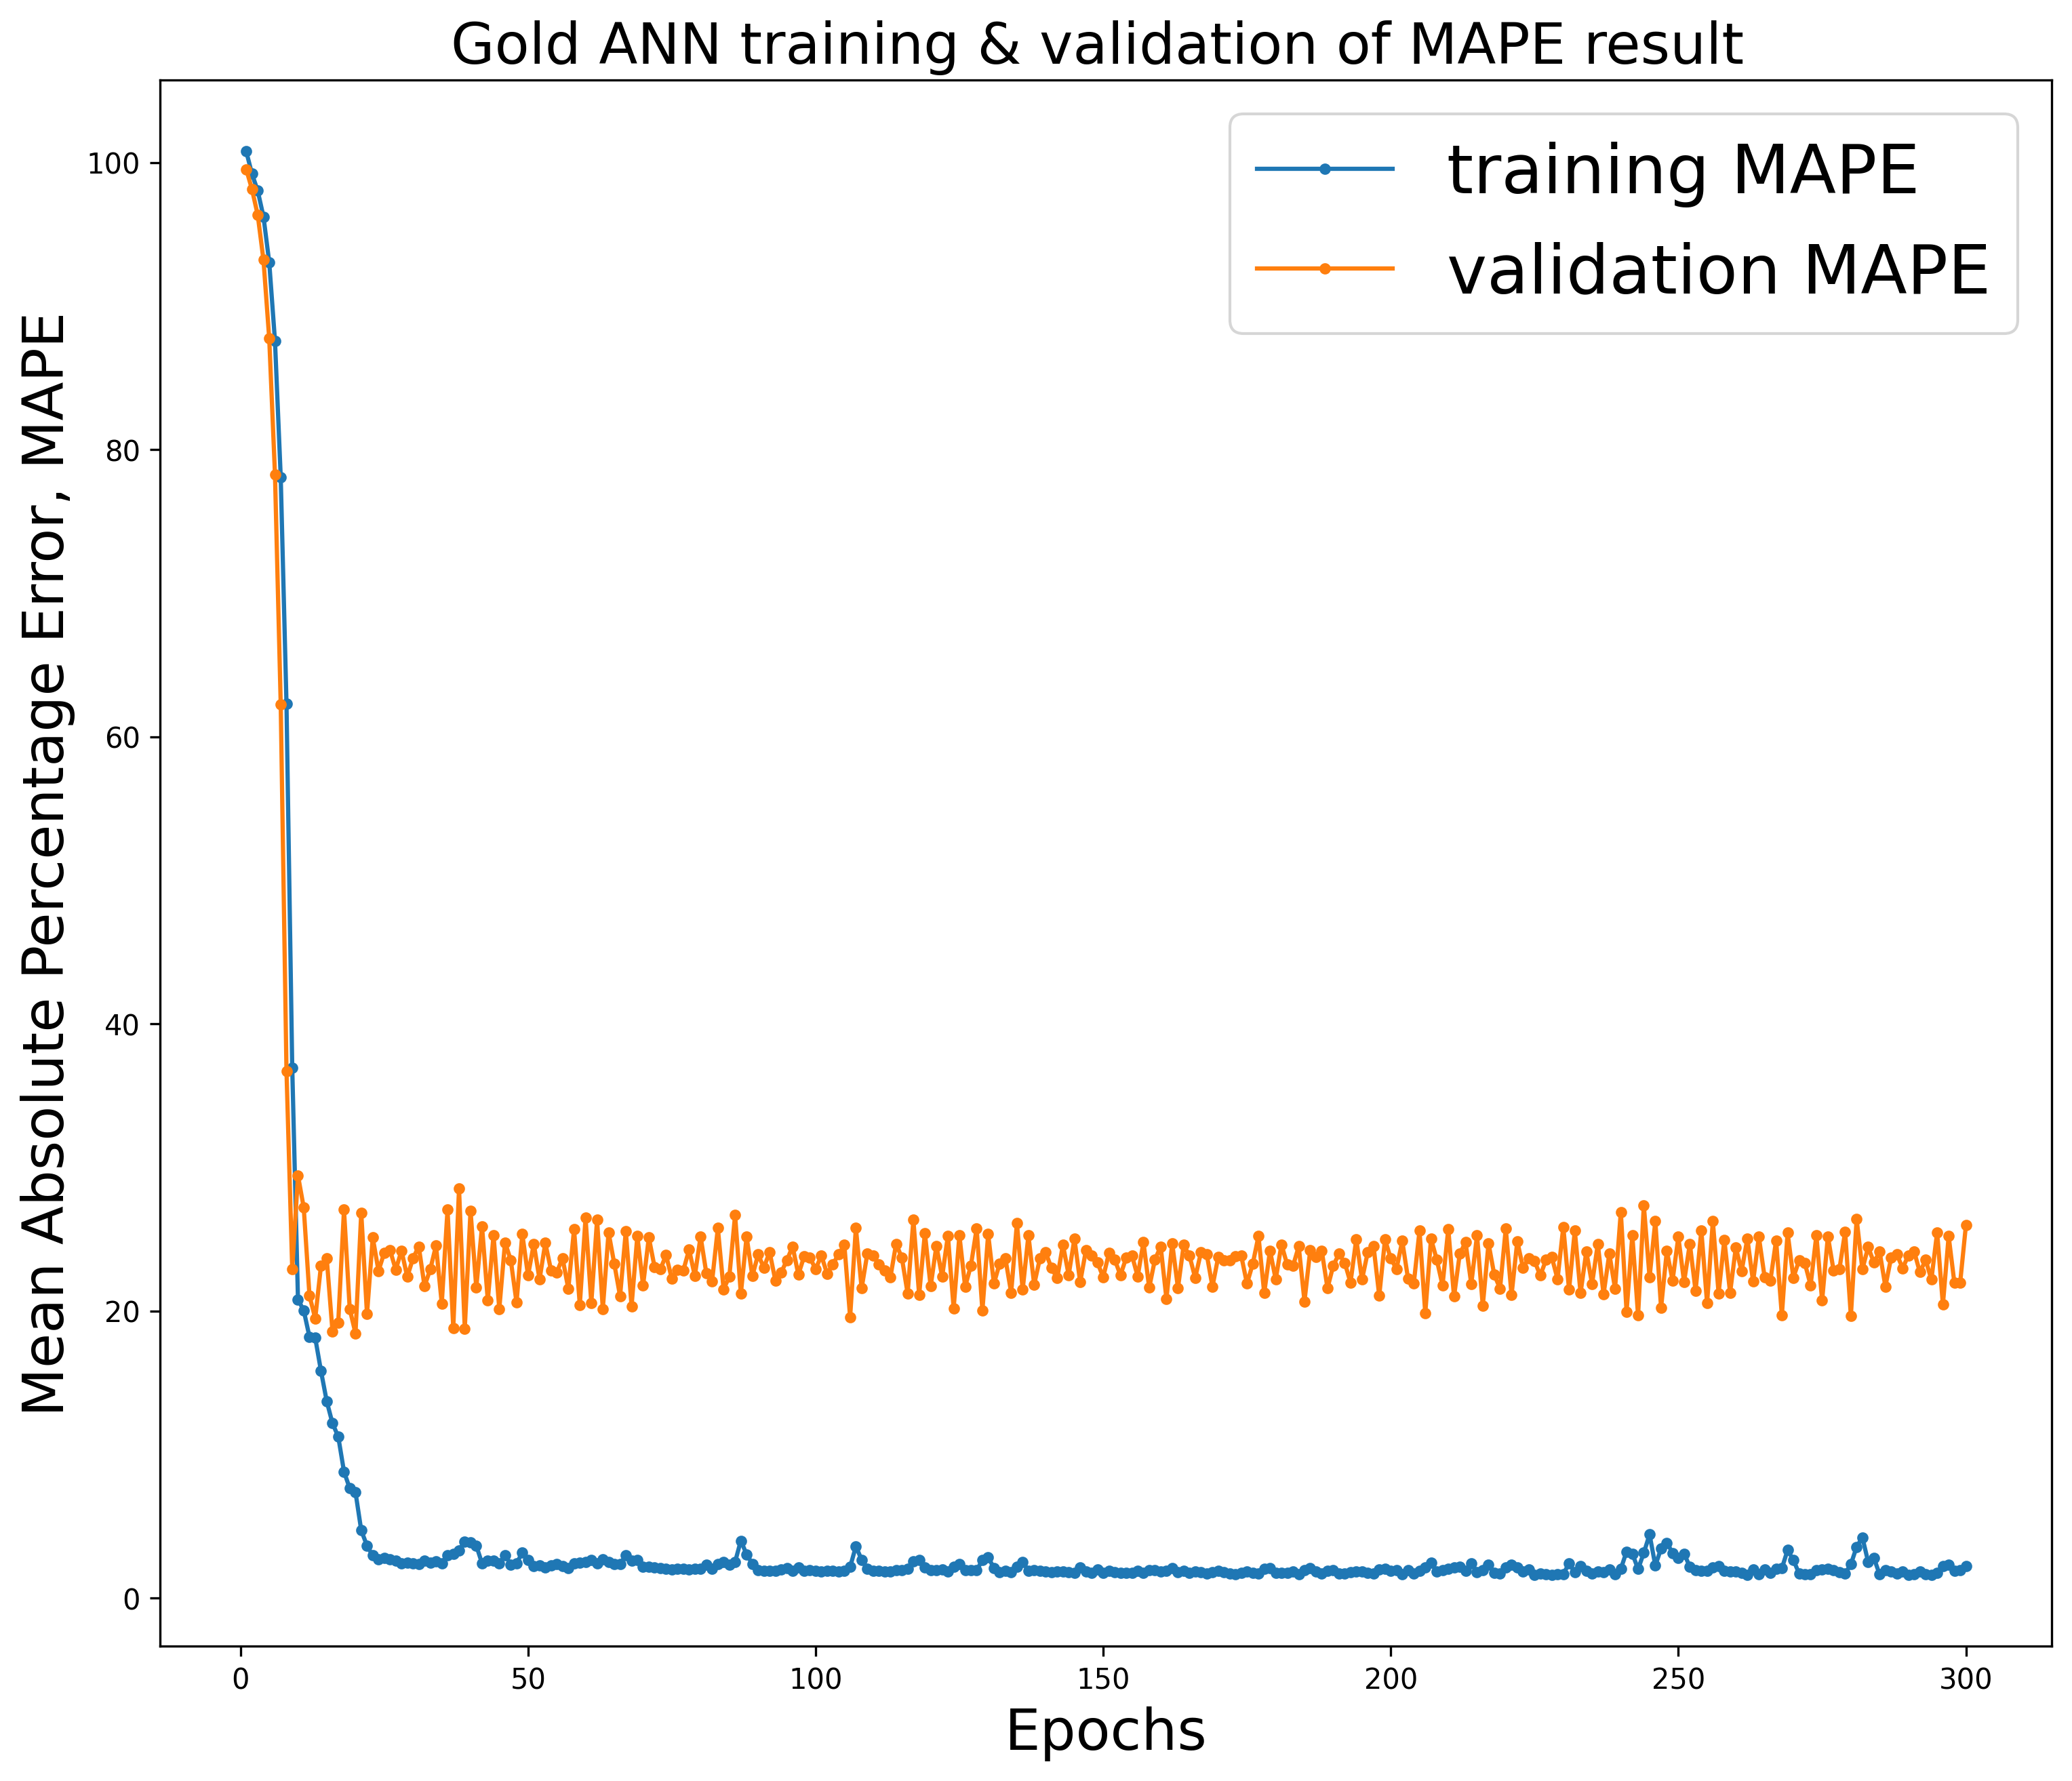 Gold ANN training & validation of MAPE result
training MAPE
validation MAPE
Mean Absolute Percentage Error, MAPE
100
80
60
40
20
0
0 50 100 150 200 250 300
Epochs